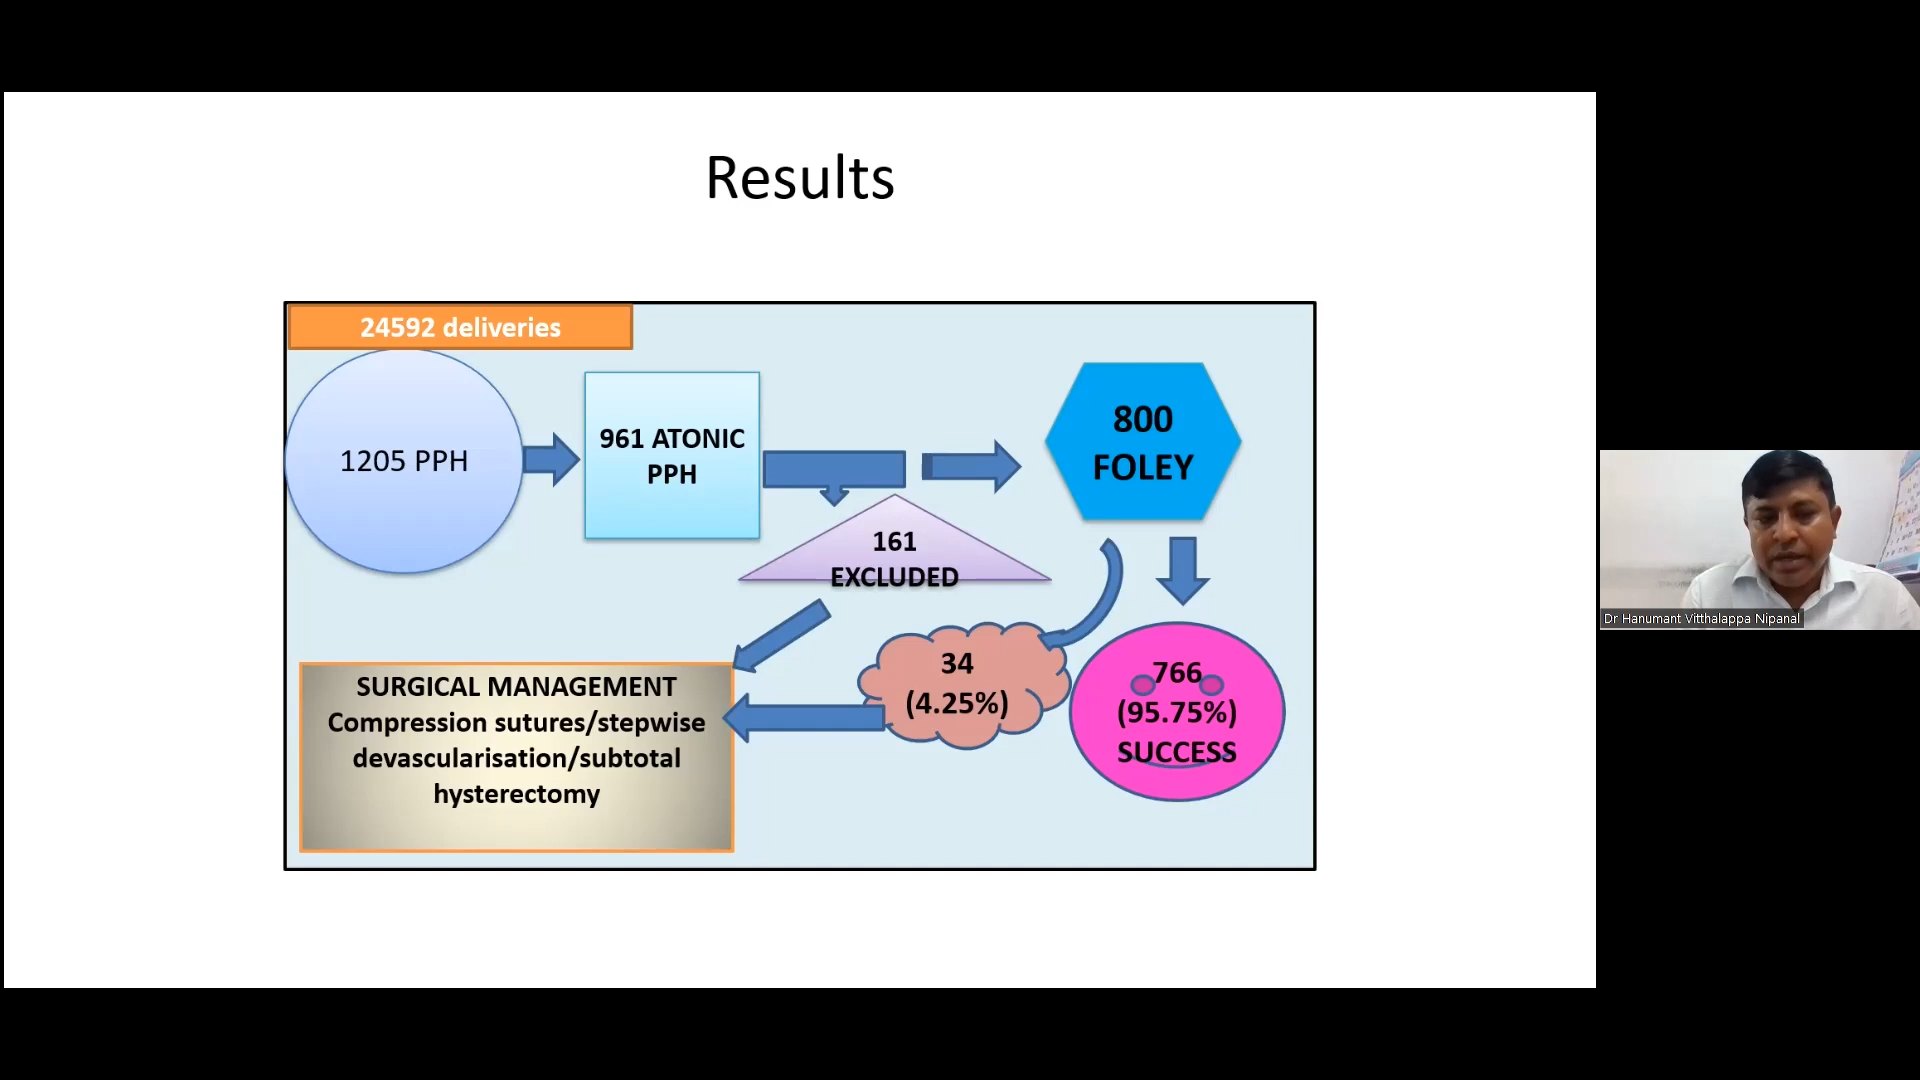 Results
24592 deliveries
1205 PPH
961 ATONIC
PPH
161
EXCLUDED
800
FOLEY
34
(4.25%)
766
(95.75%)
SUCCESS
SURGICAL MANAGEMENT
Compression sutures/stepwise
devascularisation/subtotal
hysterectomy
Dr Hanumant Vitthalappa Nipanal